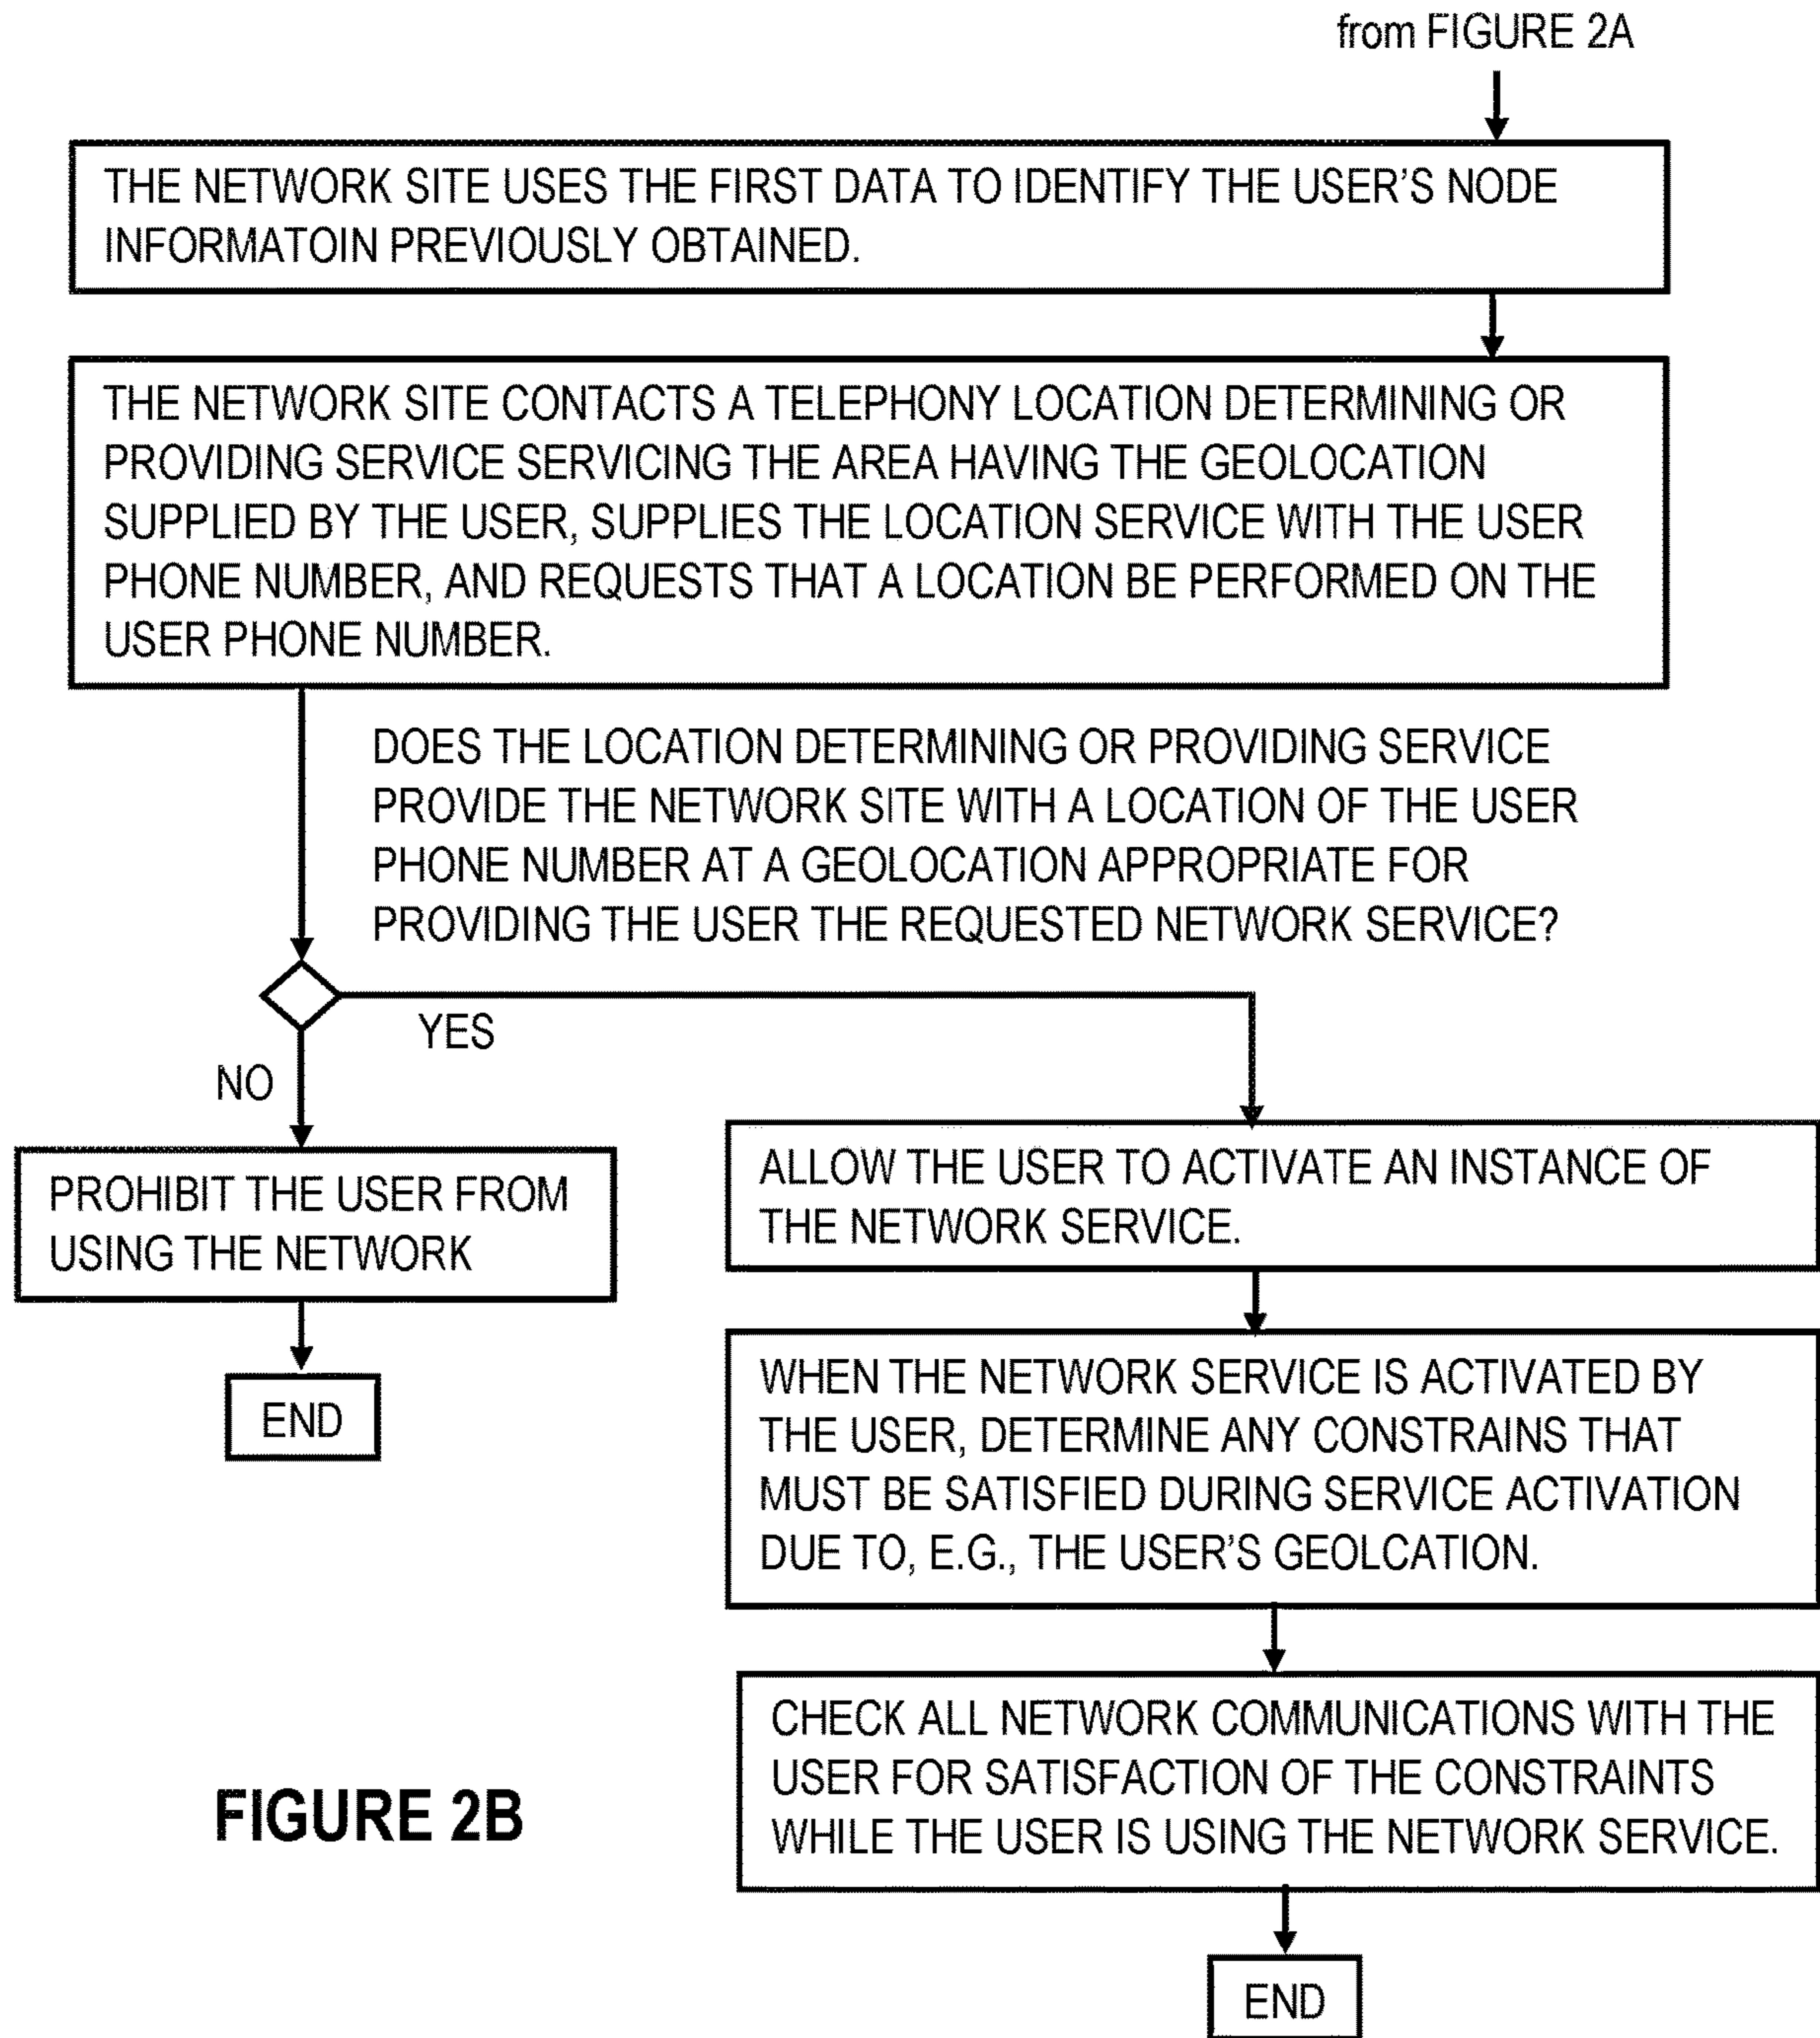 from FIGURE 2A
THE NETWORK SITE USES THE FIRST DATA TO IDENTIFY THE USER'S NODE
INFORMATOIN PREVIOUSLY OBTAINED.
THE NETWORK SITE CONTACTS A TELEPHONY LOCATION DETERMINING OR
PROVIDING SERVICE SERVICING THE AREA HAVING THE GEOLOCATION
SUPPLIED BY THE USER, SUPPLIES THE LOCATION SERVICE WITH THE USER
PHONE NUMBER, AND REQUESTS THAT A LOCATION BE PERFORMED ON THE
USER PHONE NUMBER.
DOES THE LOCATION DETERMINING OR PROVIDING SERVICE
PROVIDE THE NETWORK SITE WITH A LOCATION OF THE USER
PHONE NUMBER AT A GEOLOCATION APPROPRIATE FOR
PROVIDING THE USER THE REQUESTED NETWORK SERVICE?
YES
NO
PROHIBIT THE USER FROM
USING THE NETWORK
END
ALLOW THE USER TO ACTIVATE AN INSTANCE OF
THE NETWORK SERVICE.
WHEN THE NETWORK SERVICE IS ACTIVATED BY
THE USER, DETERMINE ANY CONSTRAINS THAT
MUST BE SATISFIED DURING SERVICE ACTIVATION
DUE TO, E.G., THE USER'S GEOLCATION.
CHECK ALL NETWORK COMMUNICATIONS WITH THE
USER FOR SATISFACTION OF THE CONSTRAINTS
WHILE THE USER IS USING THE NETWORK SERVICE.
END
FIGURE 2B